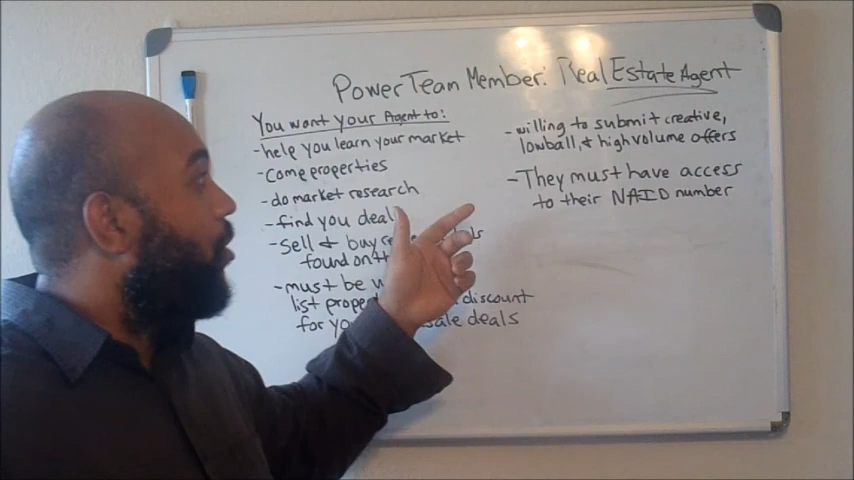 Power Team Member: Real Estate Agent
You want your Agent to:
-help you learn your market
-Comp properties
-do market research
-find you deal
-sell & buy
found on th
-must be
list prope discount
for yo sale deals
-willing to submit creative,
lowball, & high volume offers
-They must have access
to their NAID number